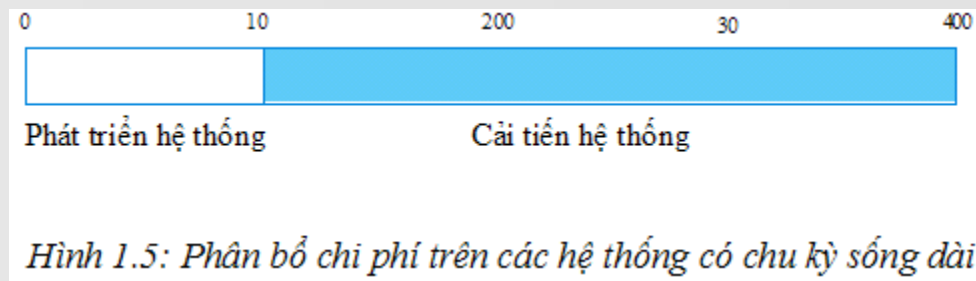 0 10 200 30 400
Phát triển hệ thống Cải tiến hệ thống
Hình 1.5: Phân bổ chi phí trên các hệ thống có chu kỳ sống dài